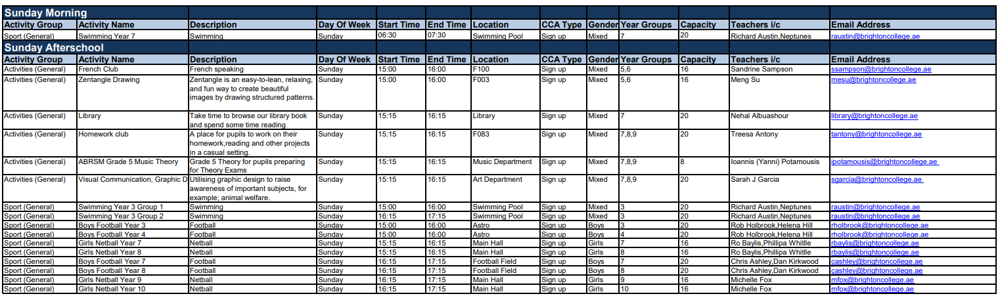 Sunday Morning
Activity Group Activity Name Description Day Of Week Start Time End Time Location CCA Type Gender Year Groups Capacity Teachers i/c Email Address
Sport (General) Swimming Year 7 Swimming Sunday 06:30 07:30 Swimming Pool Sign up Mixed 7 20 Richard Austin,Neptunes raustin@brightoncollege.ae
Sunday Afterschool
Activity Group Activity Name Description Day Of Week Start Time End Time Location CCA Type Gender Year Groups Capacity Teachers i/c Email Address
Activities (General) French Club French speaking Sunday 15:00 16:00 F100 Sign up Mixed 5,6 16 Sandrine Sampson ssampson@brightoncollege.ae
Activities (General) Zentangle Drawing Zentangle is an easy-to-lean, relaxing, Sunday 15:00 16:00 F003 Sign up Mixed 5,6 16 Meng Su mesu@brightoncollege.ae
and fun way to create beautiful
images by drawing structured patterns.
Activities (General) Library Take time to browse our library book Sunday 15:15 16:15 Library Sign up Mixed 7 20 Nehal Albuashour library@brightoncollege.ae
and spend some time reading
Activities (General) Homework club A place for pupils to work on their Sunday 15:15 16:15 F083 Sign up Mixed 7,8,9 20 Treesa Antony tantony@brightoncollege.ae
homework,reading and other projects
in a casual setting.
Activities (General) ABRSM Grade 5 Music Theory Grade 5 Theory for pupils preparing Sunday 15:15 16:15 Music Department Sign up Mixed 7,8,9 8 Ioannis (Yanni) Potamousis ipotamousis@brightoncollege.ae
for Theory Exams
Activities (General) Visual Communication, Graphic D Utilising graphic design to raise Sunday 15:15 16:15 Art Department Sign up Mixed 7,8,9 20 Sarah J Garcia sgarcia@brightoncollege.ae
awareness of important subjects, for
example; animal welfare.
Sport (General) Swimming Year 3 Group 1 Swimming Sunday 15:00 16:00 Swimming Pool Sign up Mixed 3 20 Richard Austin,Neptunes raustin@brightoncollege.ae
Sport (General) Swimming Year 3 Group 2 Swimming Sunday 16:15 17:15 Swimming Pool Sign up Mixed 3 20 Richard Austin,Neptunes raustin@brightoncollege.ae
Sport (General) Boys Football Year 3 Football Sunday 15:00 16:00 Astro Sign up Boys 3 20 Rob Holbrook,Helena Hill rholbrook@brightoncollege.ae
Sport (General) Boys Football Year 4 Football Sunday 15:00 16:00 Astro Sign up Boys 4 20 Rob Holbrook,Helena Hill rholbrook@brightoncollege.ae
Sport (General) Girls Netball Year 7 Netball Sunday 15:15 16:15 Main Hall Sign up Girls 7 16 Ro Baylis,Phillipa Whitlle rbaylis@brightoncollege.ae
Sport (General) Girls Netball Year 8 Netball Sunday 15:15 16:15 Main Hall Sign up Girls 8 16 Ro Baylis,Phillipa Whitlle rbaylis@brightoncollege.ae
Sport (General) Boys Football Year 7 Football Sunday 16:15 17:15 Football Field Sign up Boys 7 20 Chris Ashley,Dan Kirkwood cashley@brightoncollege.ae
Sport (General) Boys Football Year 8 Football Sunday 16:15 17:15 Football Field Sign up Boys 8 20 Chris Ashley,Dan Kirkwood cashley@brightoncollege.ae
Sport (General) Girls Netball Year 9 Netball Sunday 16:15 17:15 Main Hall Sign up Girls 9 16 Michelle Fox mfox@brightoncollege.ae
Sport (General) Girls Netball Year 10 Netball Sunday 16:15 17:15 Main Hall Sign up Girls 10 16 Michelle Fox mfox@brightoncollege.ae